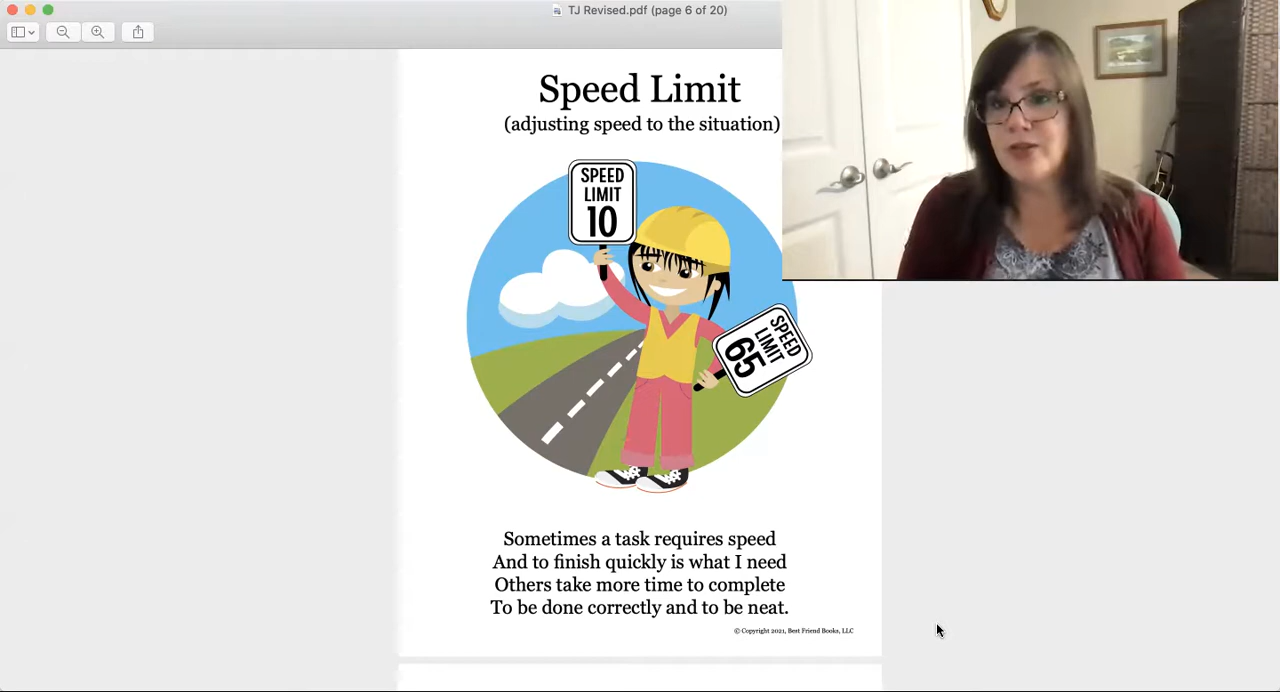 TJ Revised.pdf (page 6 of 20)
Speed Limit
(adjusting speed to the situation)
SPEED
LIMIT
10
SPEED
LIMIT
65
Sometimes a task requires speed
And to finish quickly is what I need
Others take more time to complete
To be done correctly and to be neat.
© Copyright 2021, Best Friend Books, LLC